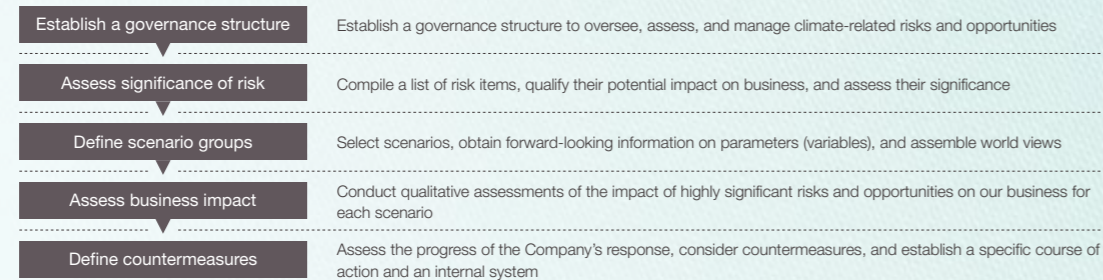 Establish a governance structure
Establish a governance structure to oversee, assess, and manage climate-related risks and opportunities
Assess significance of risk
Compile a list of risk items, qualify their potential impact on business, and assess their significance
Define scenario groups
Select scenarios, obtain forward-looking information on parameters (variables), and assemble world views
Assess business impact
Conduct qualitative assessments of the impact of highly significant risks and opportunities on our business for
each scenario
Define countermeasures
Assess the progress of the Company's response, consider countermeasures, and establish a specific course of
action and an internal system